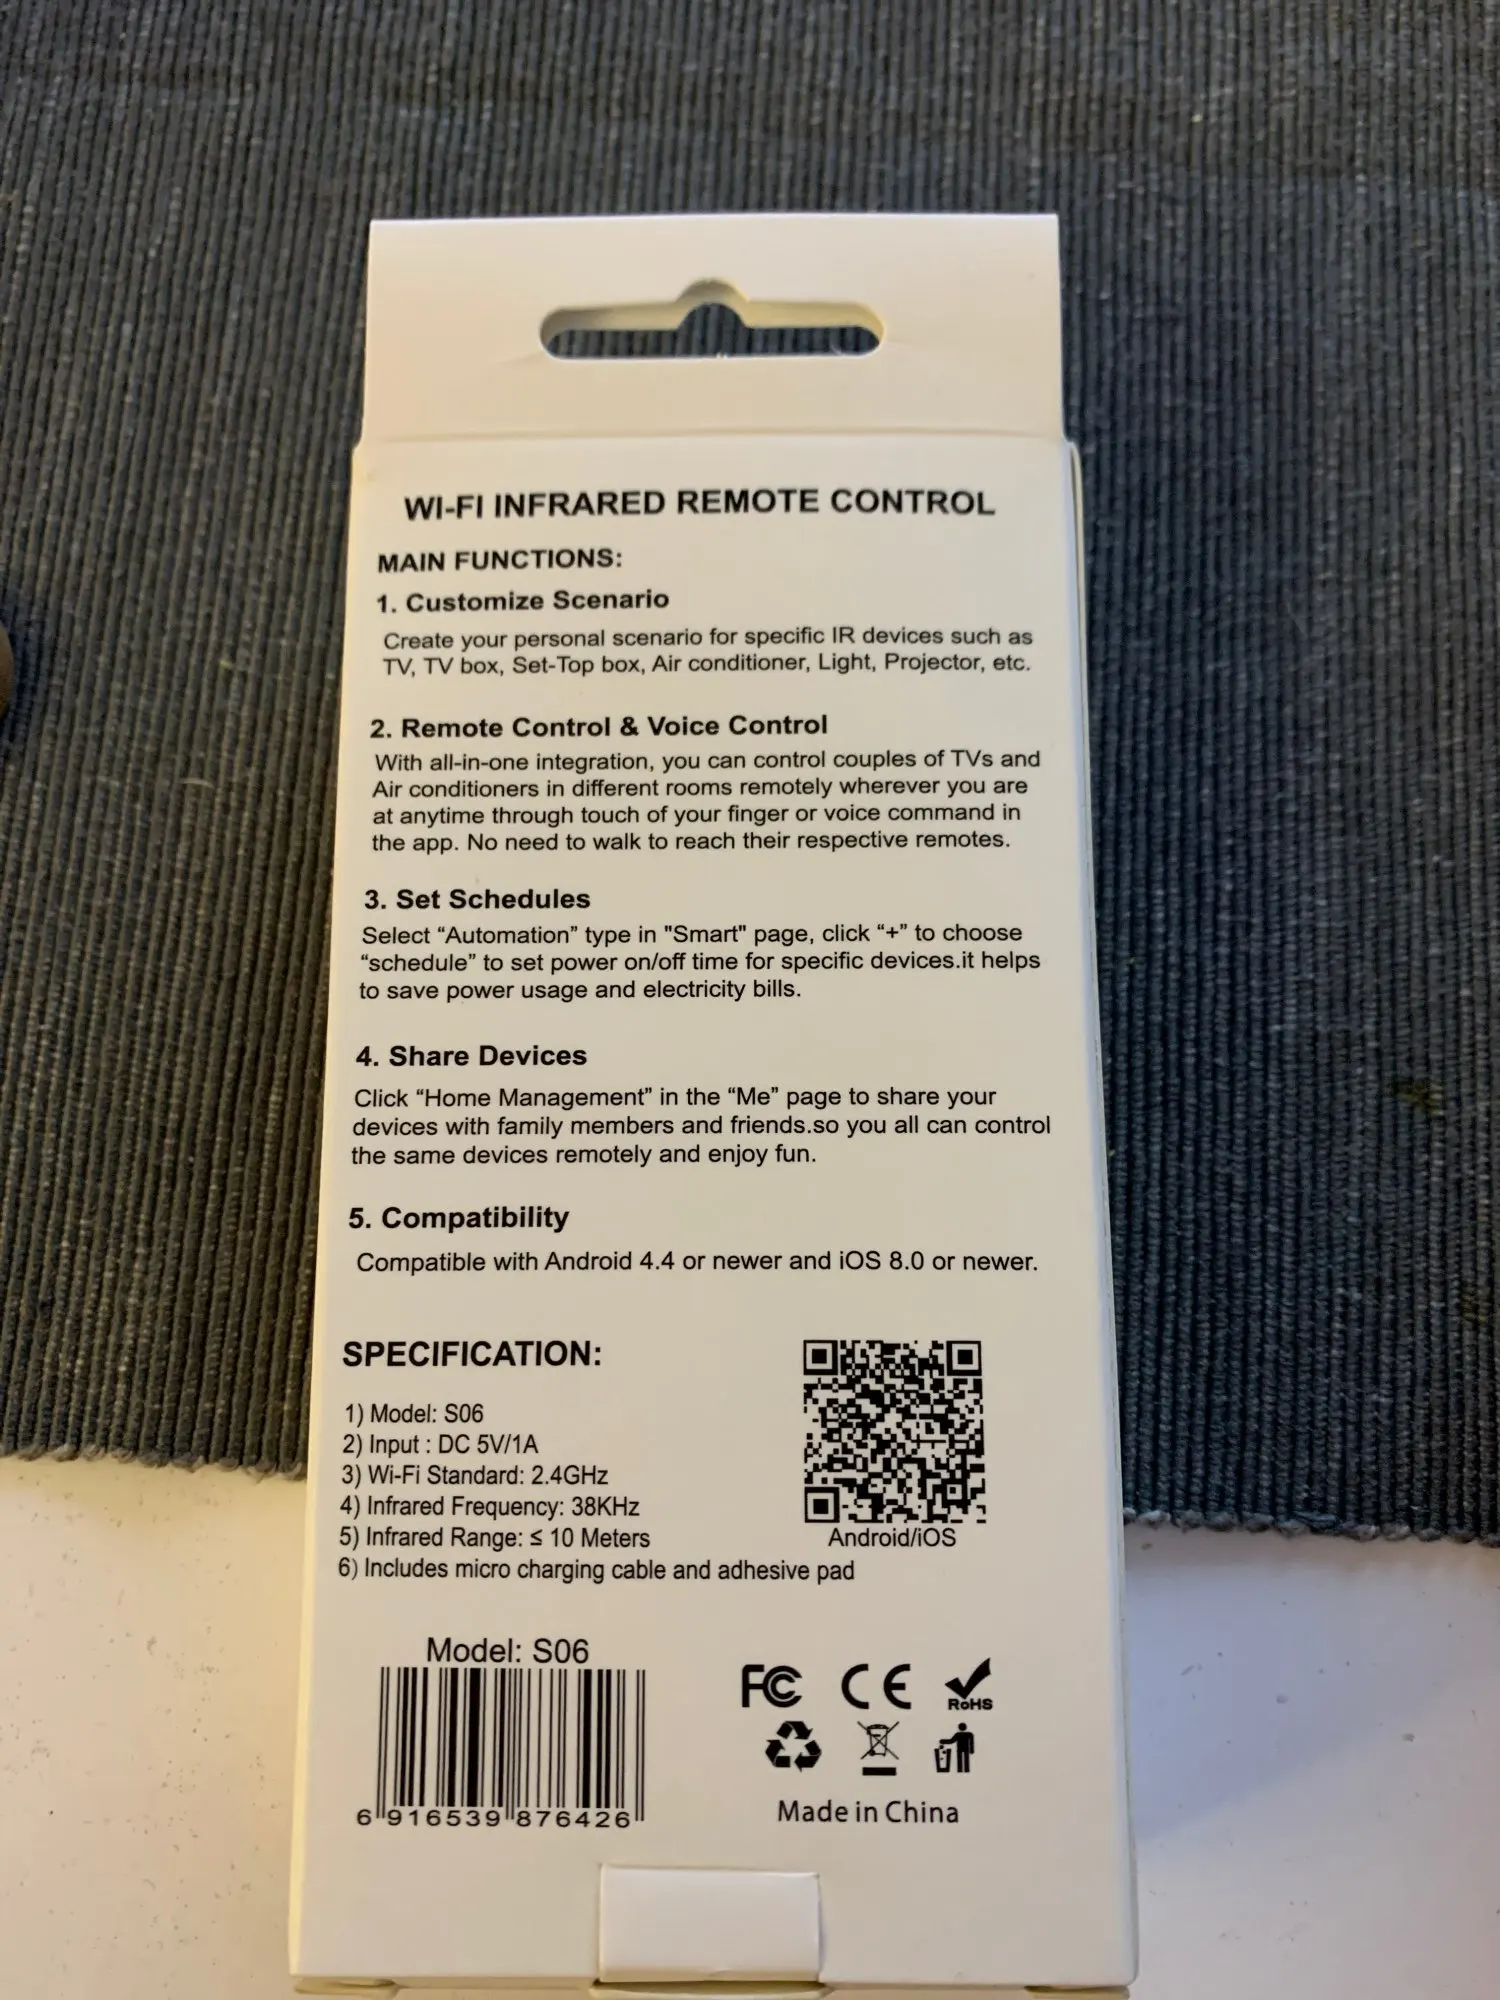 WI-FI INFRARED REMOTE CONTROL
MAIN FUNCTIONS:
1. Customize Scenario
Create your personal scenario for specific IR devices such as
TV, TV box, Set-Top box, Air conditioner, Light, Projector, etc.
2. Remote Control & Voice Control
With all-in-one integration, you can control couples of TVs and
Air conditioners in different rooms remotely wherever you are
at anytime through touch of your finger or voice command in
the app. No need to walk to reach their respective remotes.
3. Set Schedules
Select “Automation” type in "Smart" page, click “+” to choose
“schedule” to set power on/off time for specific devices.it helps
to save power usage and electricity bills.
4. Share Devices
Click “Home Management” in the “Me” page to share your
devices with family members and friends.so you all can control
the same devices remotely and enjoy fun.
5. Compatibility
Compatible with Android 4.4 or newer and iOS 8.0 or newer.
SPECIFICATION:
1) Model: S06
2) Input : DC 5V/1A
3) Wi-Fi Standard: 2.4GHz
4) Infrared Frequency: 38KHz
5) Infrared Range: ≤ 10 Meters
6) Includes micro charging cable and adhesive pad
Android/iOS
Model: S06
6 916539 876426
FC CE RoHS
Made in China